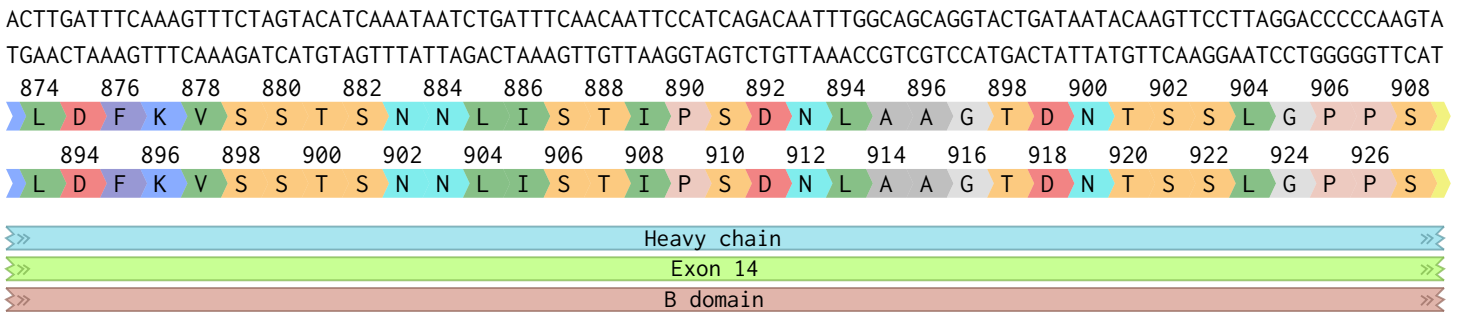 ACTTGATTTCAAAGTTTCTAGTACATCAAATAATCTGATTTCAACAATTCCATCAGACAATTTGGCAGCAGGTACTGATAATACAAGTTCCTTAGGACCCCCAAGTA
TGAACTAAAGTTTCAAAGATCATGTAGTTTATTAGACTAAAGTTGTTAAGGTAGTCTGTTAAACCGTCGTCCATGACTATTATGTTCAAGGAATCCTGGGGGTTCAT
874 876 878 880 882 884 886 888 890 892 894 896 898 900 902 904 906 908
L D F K V S S T S N N L I S T I P S D N L A A G T D N T S S L G P P S
894 896 898 900 902 904 906 908 910 912 914 916 918 920 922 924 926
L D F K V S S T S N N L I S T I P S D N L A A G T D N T S S L G P P S
Heavy chain
Exon 14
B domain